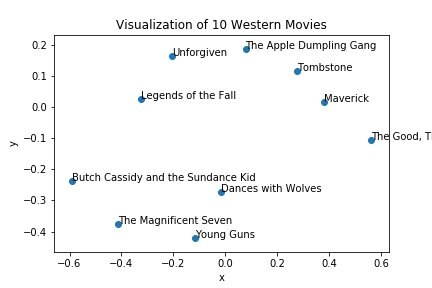 Visualization of 10 Western Movies
0.2
0.1
0.0
−0.1
−0.2
−0.3
−0.4
y
Unforgiven
The Apple Dumpling Gang
Tombstone
Legends of the Fall
Maverick
The Good, T
Butch Cassidy and the Sundance Kid
Dances with Wolves
The Magnificent Seven
Young Guns
−0.6 −0.4 −0.2 0.0 0.2 0.4 0.6
x